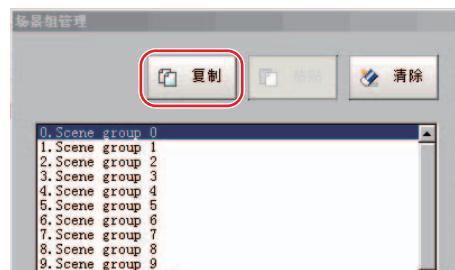 场景组管理
复制 粘贴 清除
0.Scene group 0
1.Scene group 1
2.Scene group 2
3.Scene group 3
4.Scene group 4
5.Scene group 5
6.Scene group 6
7.Scene group 7
8.Scene group 8
9.Scene group 9